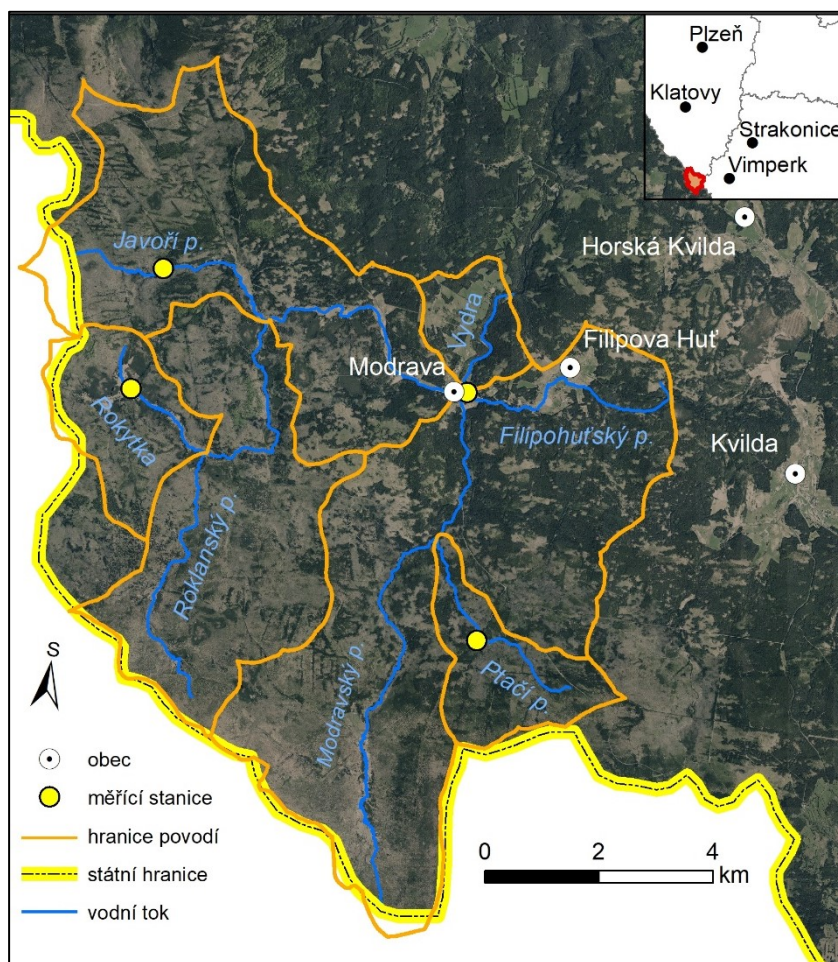 Plzeň
Klatovy
Strakonice
Vimperk
Horská Kvilda
Javoří p.
Vydra
Filipova Huť
Modrava
Rokytka
Filipohuťský p.
Kvilda
Roklanský p.
Modravský p.
Ptačí p.
S
obec
měřící stanice
hranice povodí
státní hranice
vodní tok
0 2 4
km